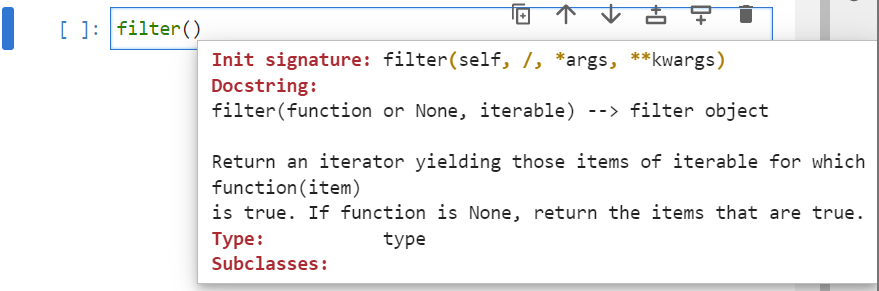 [ ]: filter()
Init signature: filter(self, /, *args, **kwargs)
Docstring:
filter(function or None, iterable) --> filter object
Return an iterator yielding those items of iterable for which
function(item)
is true. If function is None, return the items that are true.
Type: type
Subclasses: